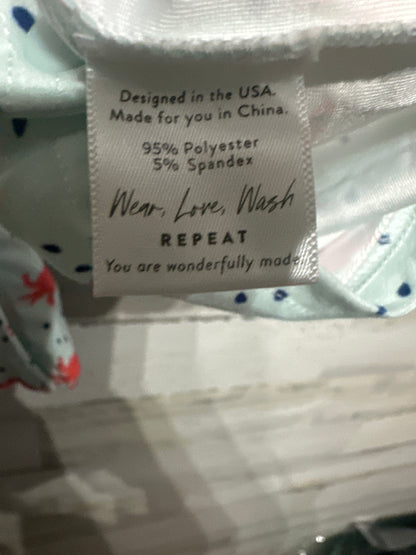 Designed in the USA.
Made for you in China.
95% Polyester
5% Spandex
Wear, Love, Wash
REPEAT
You are wonderfully made